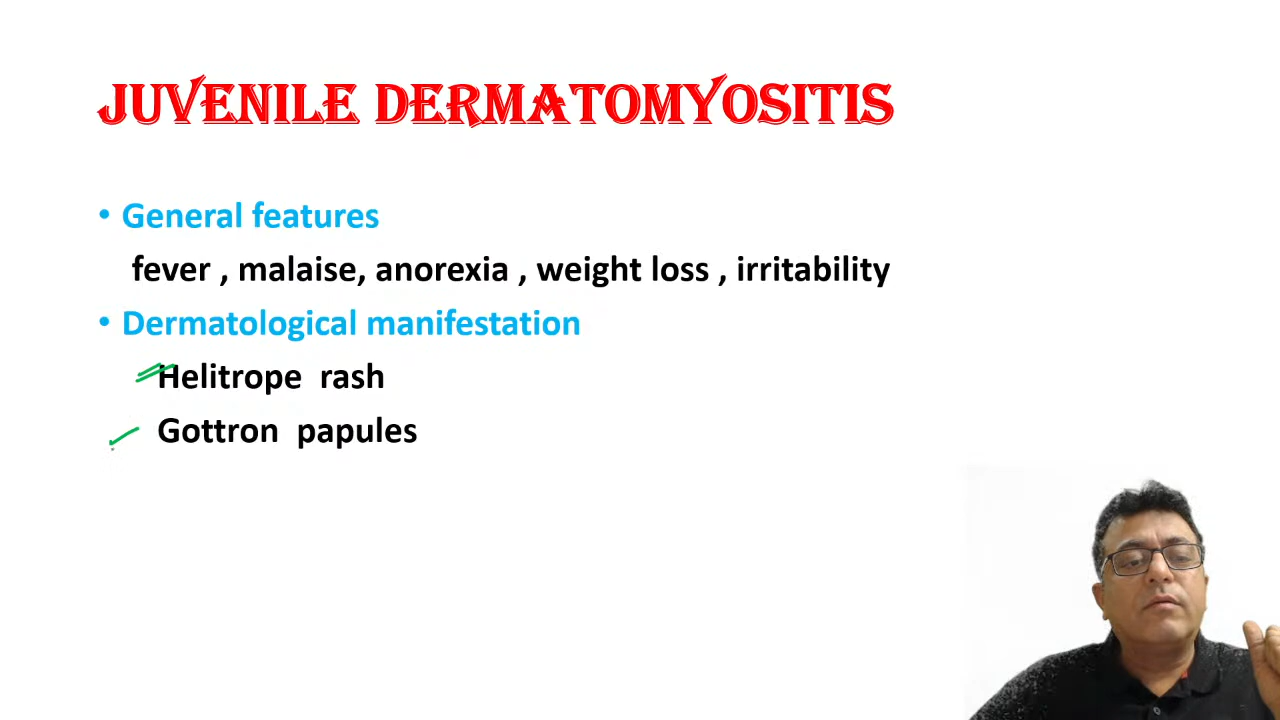 JUVENILE DERMATOMYOSITIS
• General features
fever , malaise, anorexia , weight loss , irritability
• Dermatological manifestation
Helitrope rash
Gottron papules